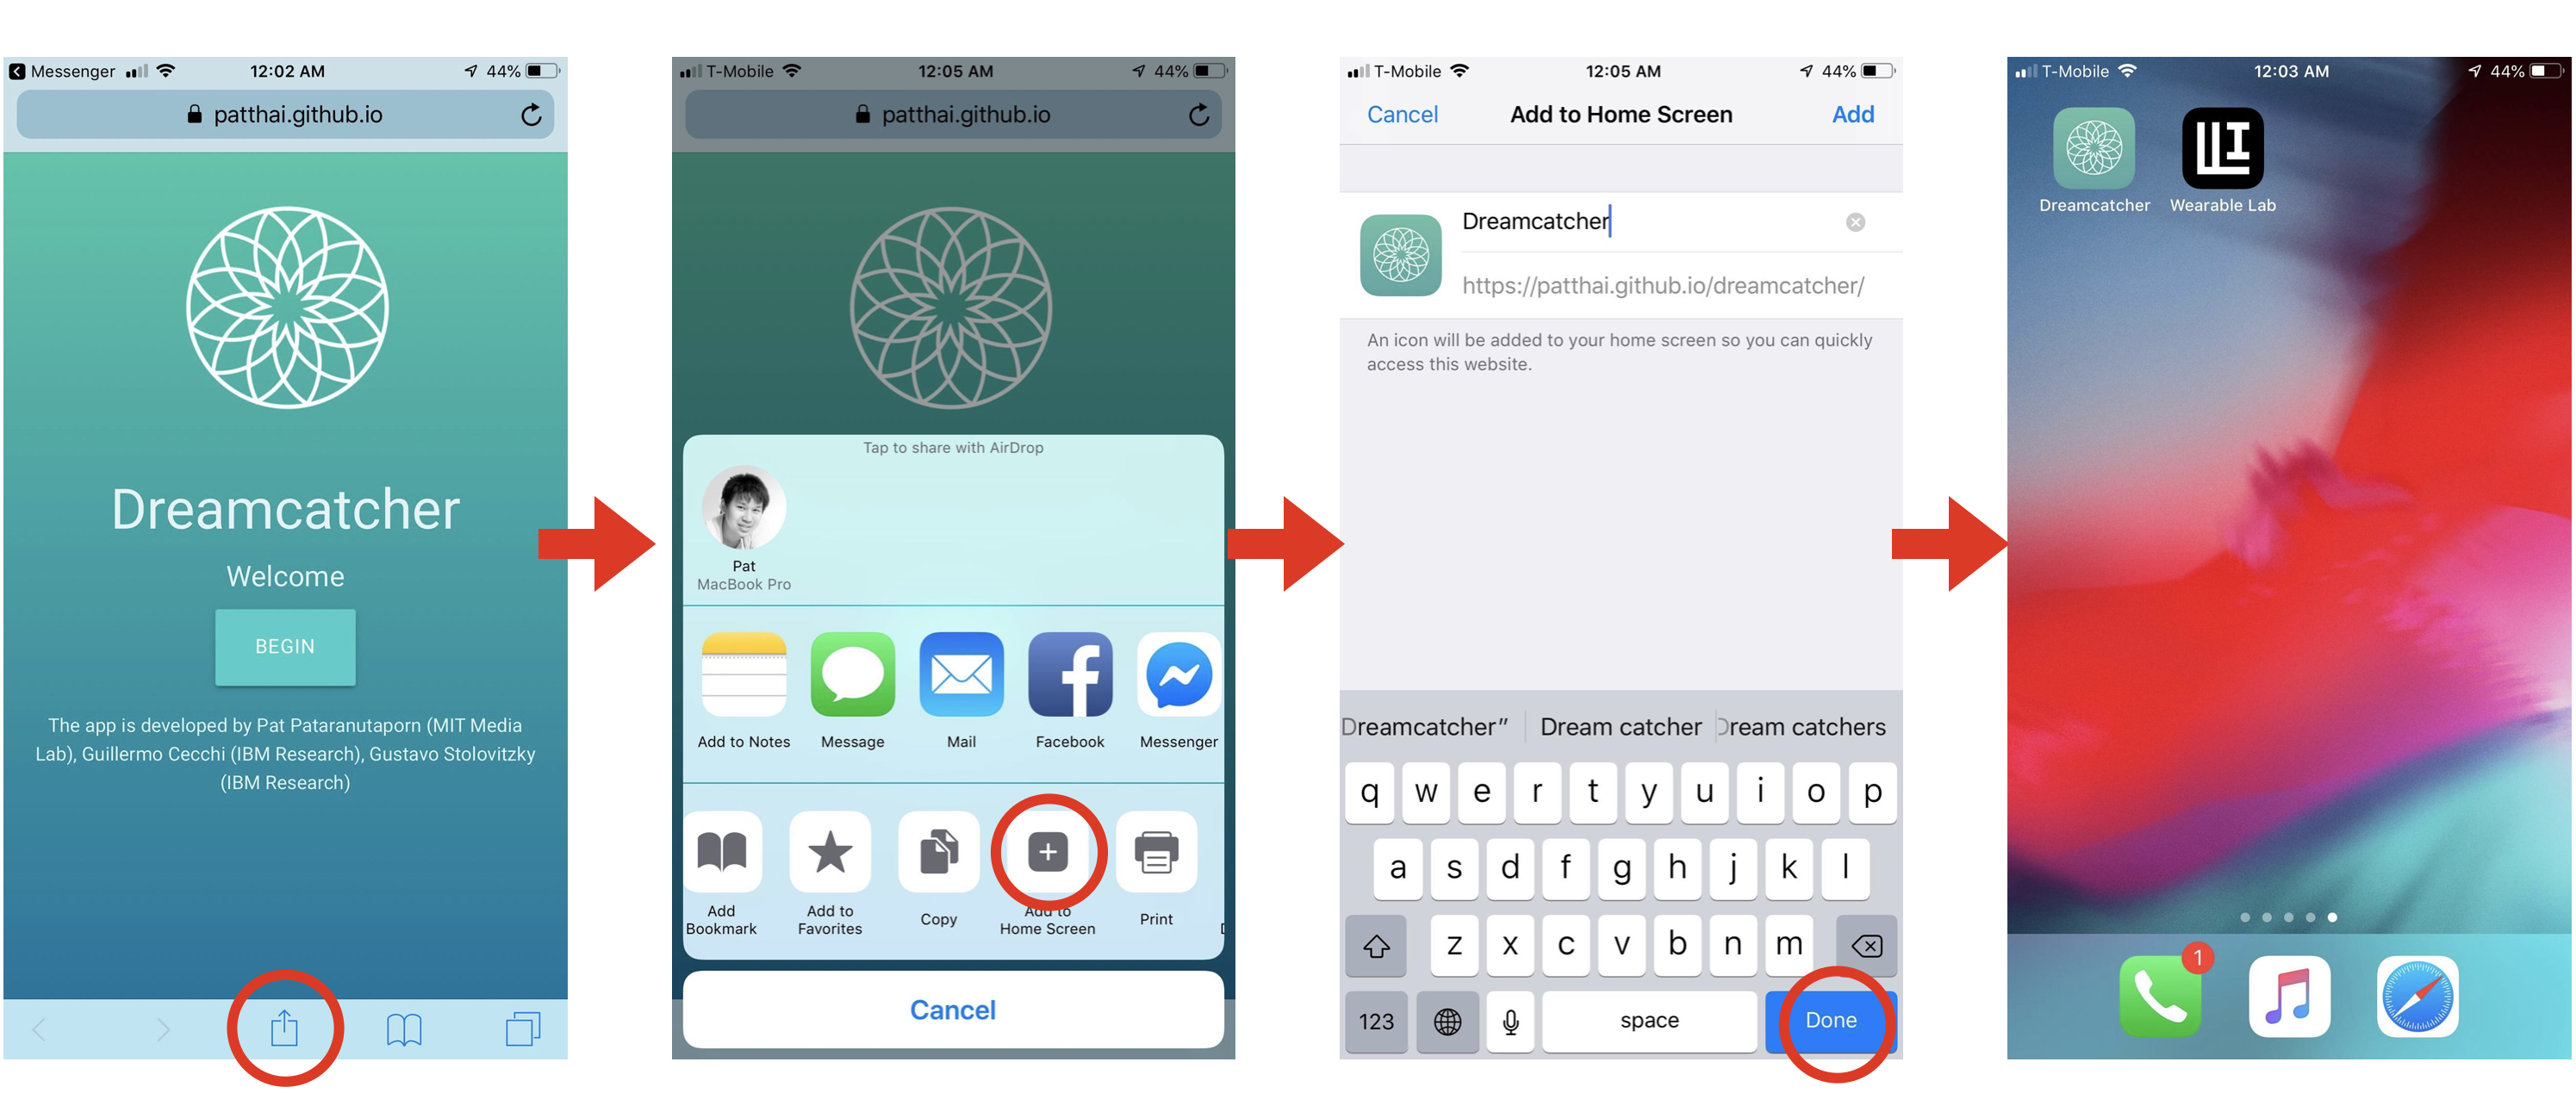 Messenger 12:02 AM 44%
patthai.github.io
Dreamcatcher
Welcome
BEGIN
The app is developed by Pat Pataranutaporn (MIT Media
Lab), Guillermo Cecchi (IBM Research), Gustavo Stolovitzky
(IBM Research)
T-Mobile 12:05 AM 44%
patthai.github.io
Tap to share with AirDrop
Pat
MacBook Pro
Add to Notes Message Mail Facebook Messenger
Add Bookmark
Add to Favorites
Copy
Add to Home Screen
Print
Cancel
T-Mobile 12:05 AM 44%
Cancel Add to Home Screen Add
Dreamcatcher
https://patthai.github.io/dreamcatcher/
An icon will be added to your home screen so you can quickly
access this website.
Dreamcatcher” Dream catcher Dream catchers
q w e r t y u i o p
a s d f g h j k l
z x c v b n m
123 space Done
T-Mobile 12:03 AM 44%
Dreamcatcher Wearable Lab
1